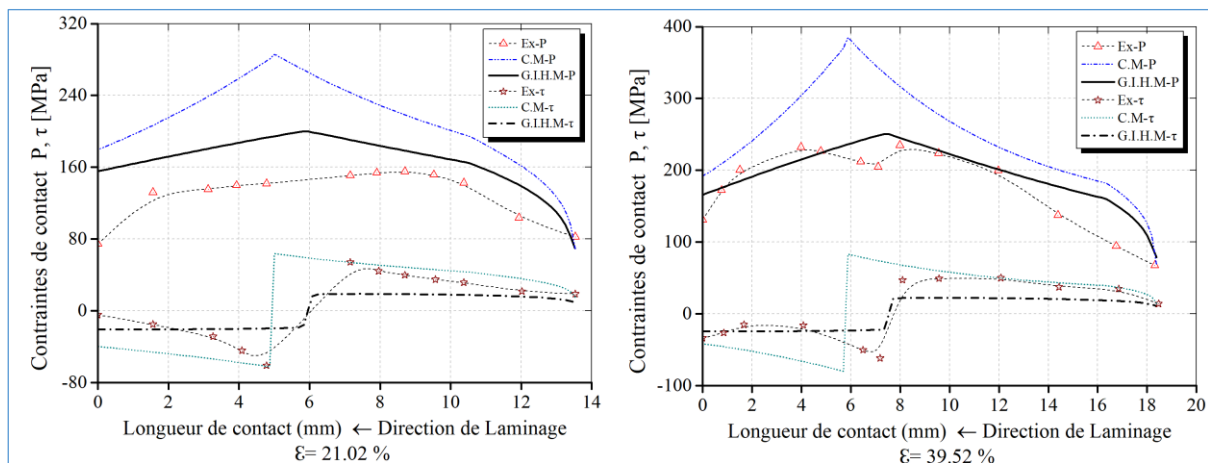 Contraintes de contact P, τ [MPa]
320
240
160
80
0
-80
Ex-P
C.M-P
G.I.H.M-P
Ex-τ
C.M-τ
G.I.H.M-τ
0 2 4 6 8 10 12 14
Longueur de contact (mm) ← Direction de Laminage
Ɛ= 21.02 %
Contraintes de contact P, τ [MPa]
400
300
200
100
0
-100
Ex-P
C.M-P
G.I.H.M-P
Ex-τ
C.M-τ
G.I.H.M-τ
0 2 4 6 8 10 12 14 16 18 20
Longueur de contact (mm) ← Direction de Laminage
Ɛ= 39.52 %